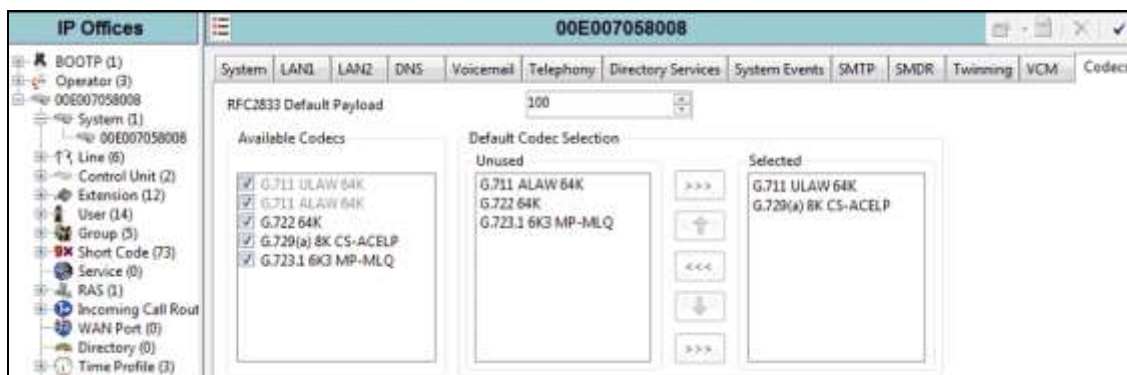 IP Offices
00E007058008
BOOTP (1)
Operator (3)
00E007058008
System (1)
00E007058008
Line (6)
Control Unit (2)
Extension (12)
User (14)
Group (5)
Short Code (73)
Service (0)
RAS (1)
Incoming Call Rout
WAN Port (0)
Directory (0)
Time Profile (3)
System LAN1 LAN2 DNS Voicemail Telephony Directory Services System Events SMTP SMDR Twinning VCM Codecs
RFC2833 Default Payload 100
Available Codecs
G.711 ULAW 64K
G.711 ALAW 64K
G.722 64K
G.729(a) 8K CS-ACELP
G.723.1 6K3 MP-MLQ
Default Codec Selection
Unused
G.711 ALAW 64K
G.722 64K
G.723.1 6K3 MP-MLQ
>>>
<<<
>>>
Selected
G.711 ULAW 64K
G.729(a) 8K CS-ACELP